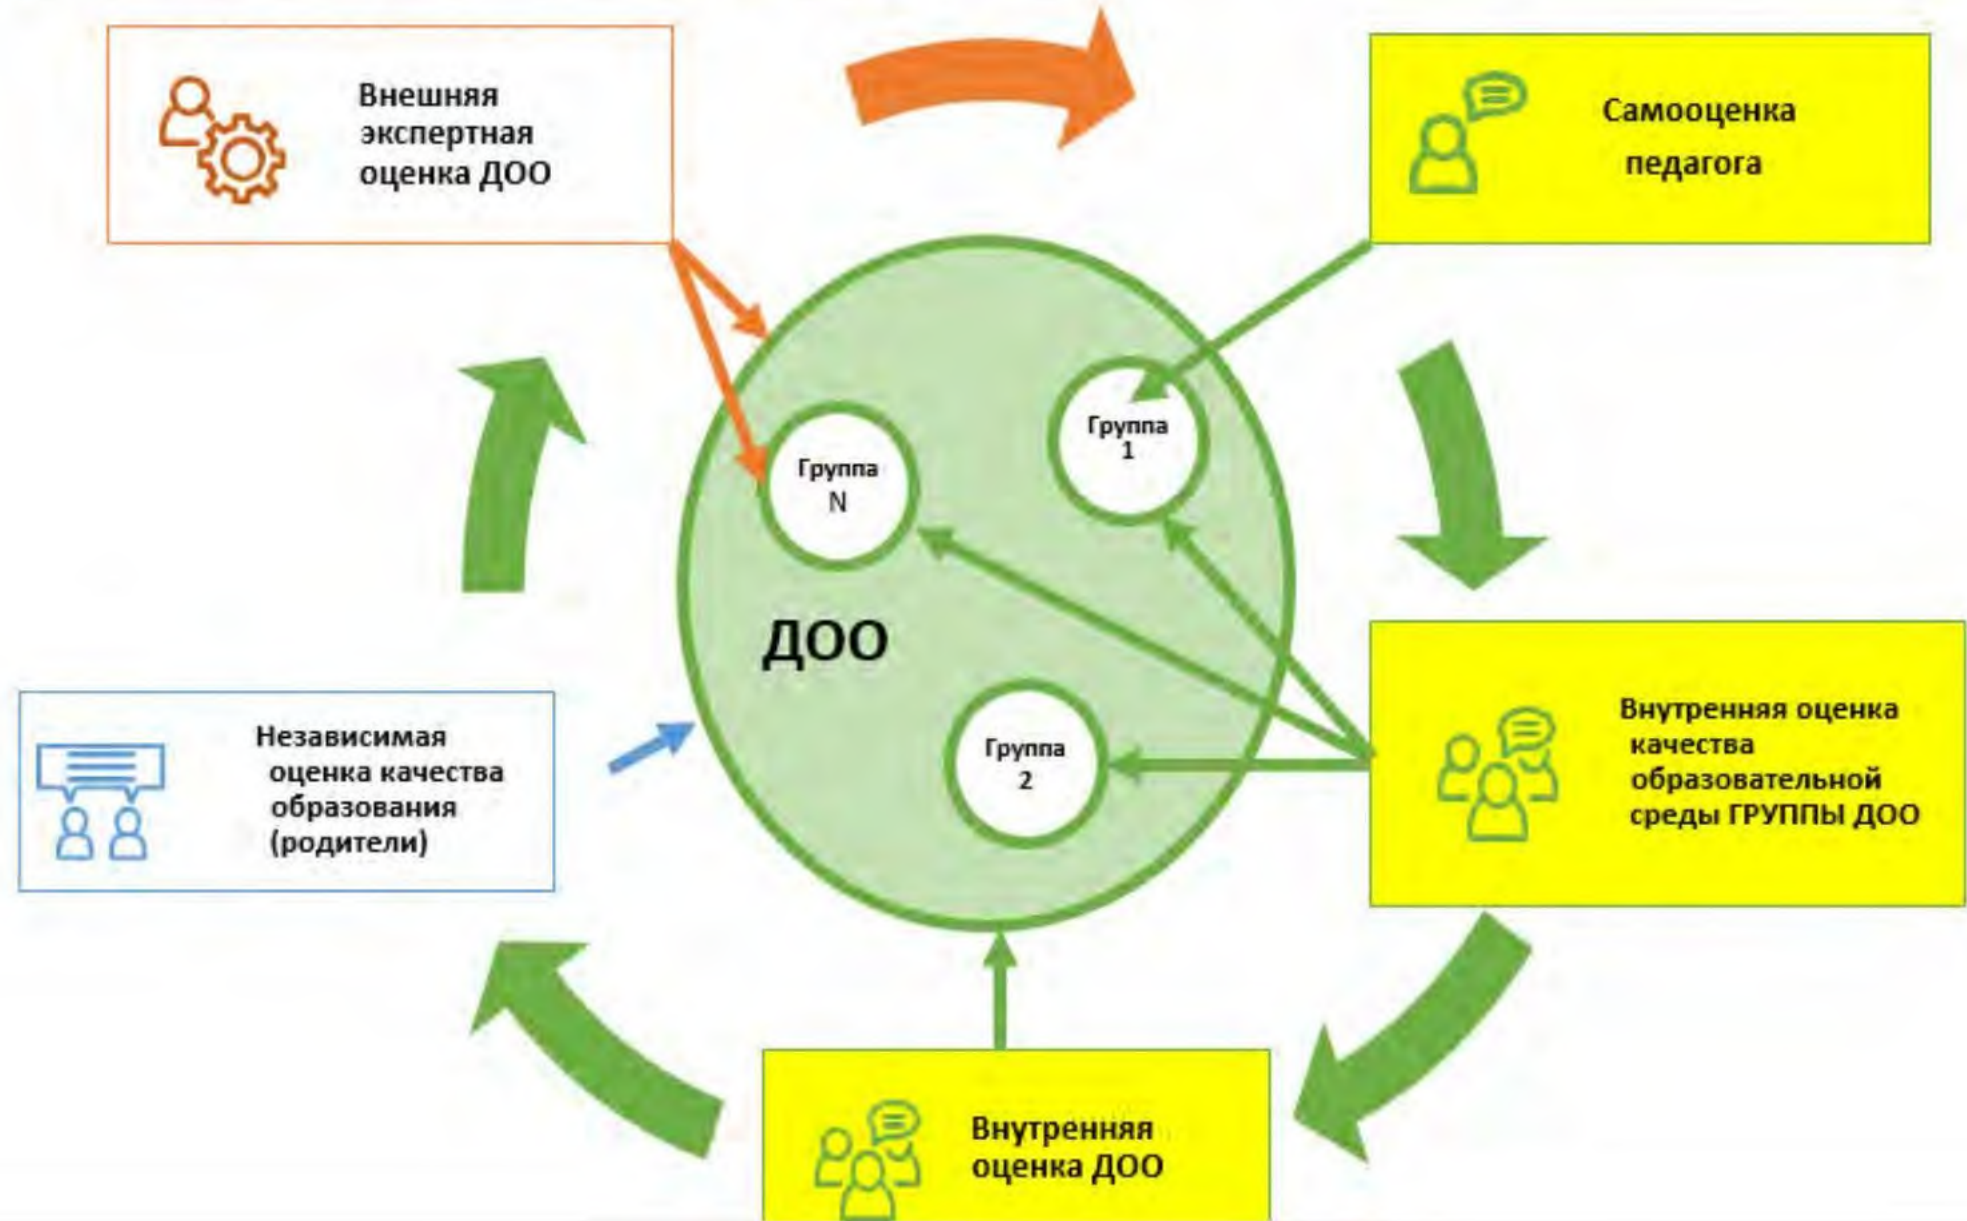 Внешняя
экспертная
оценка ДОО
Самооценка
педагога
Группа
1
Группа
N
ДОО
Группа
2
Независимая
оценка качества
образования
(родители)
Внутренняя оценка
качества
образовательной
среды ГРУППЫ ДОО
Внутренняя
оценка ДОО